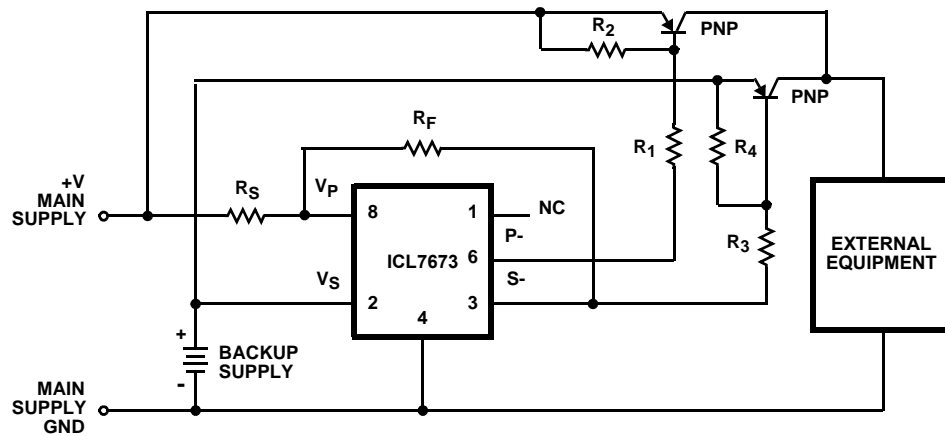 R2
PNP
PNP
RF
R1
R4
+V
MAIN
SUPPLY
RS
VP
8
1
NC
P-
R3
ICL7673
6
S-
EXTERNAL
EQUIPMENT
VS
2
3
4
+
BACKUP
SUPPLY
-
MAIN
SUPPLY
GND